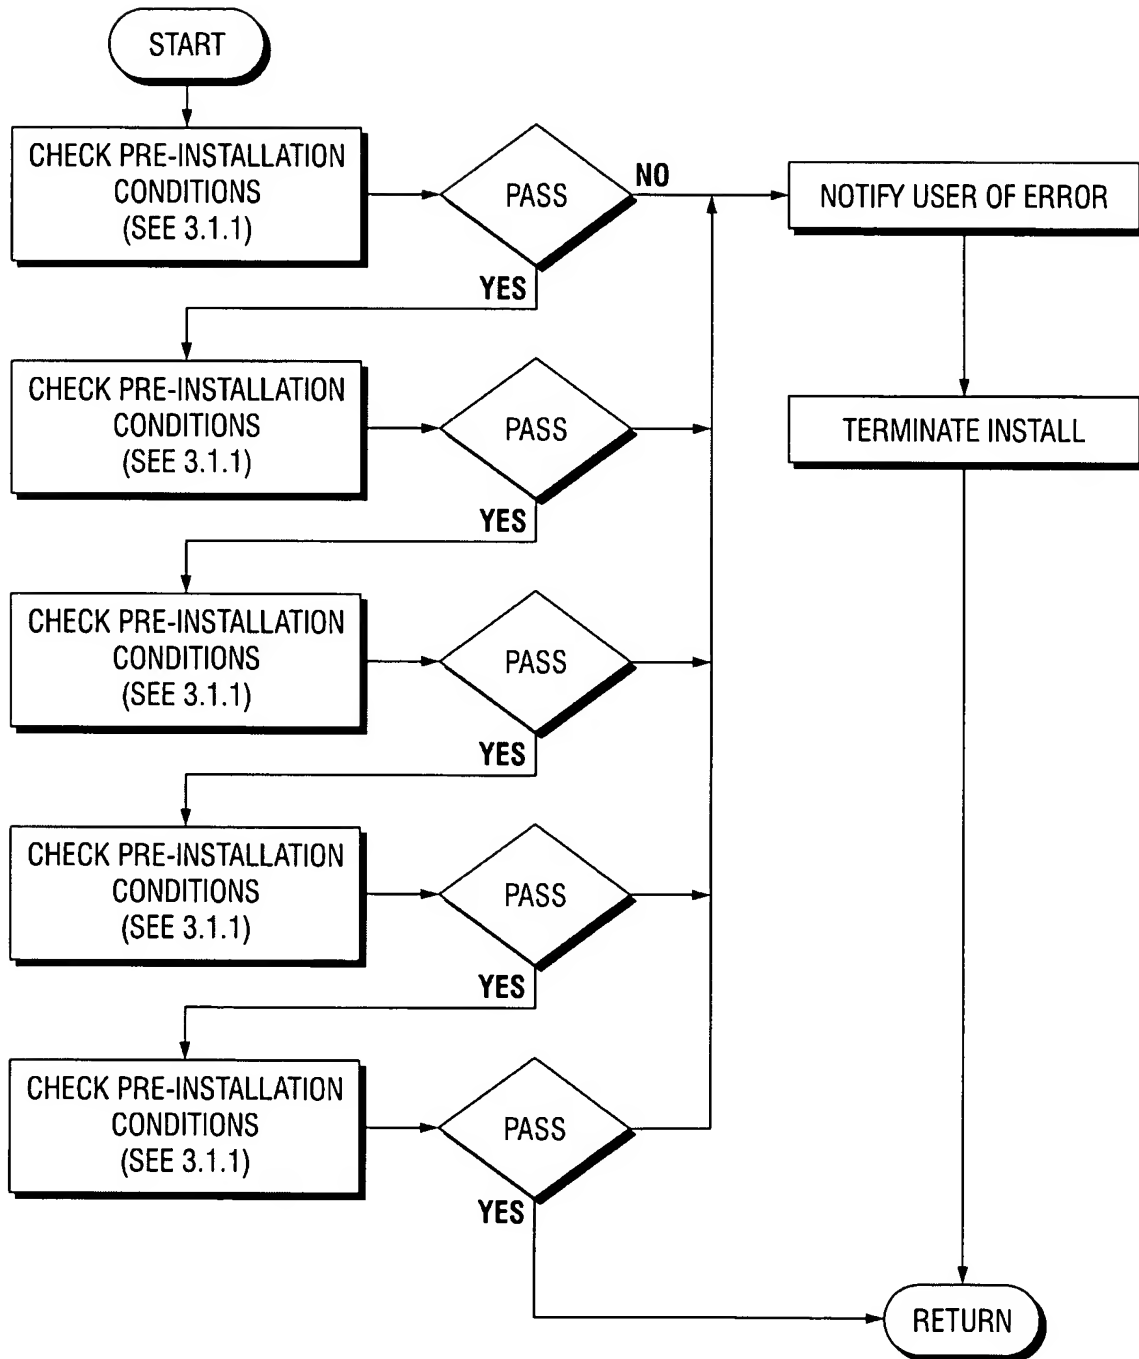 START
CHECK PRE-INSTALLATION
CONDITIONS
(SEE 3.1.1)
PASS
NO
NOTIFY USER OF ERROR
YES
CHECK PRE-INSTALLATION
CONDITIONS
(SEE 3.1.1)
PASS
TERMINATE INSTALL
YES
CHECK PRE-INSTALLATION
CONDITIONS
(SEE 3.1.1)
PASS
YES
CHECK PRE-INSTALLATION
CONDITIONS
(SEE 3.1.1)
PASS
YES
CHECK PRE-INSTALLATION
CONDITIONS
(SEE 3.1.1)
PASS
YES
RETURN